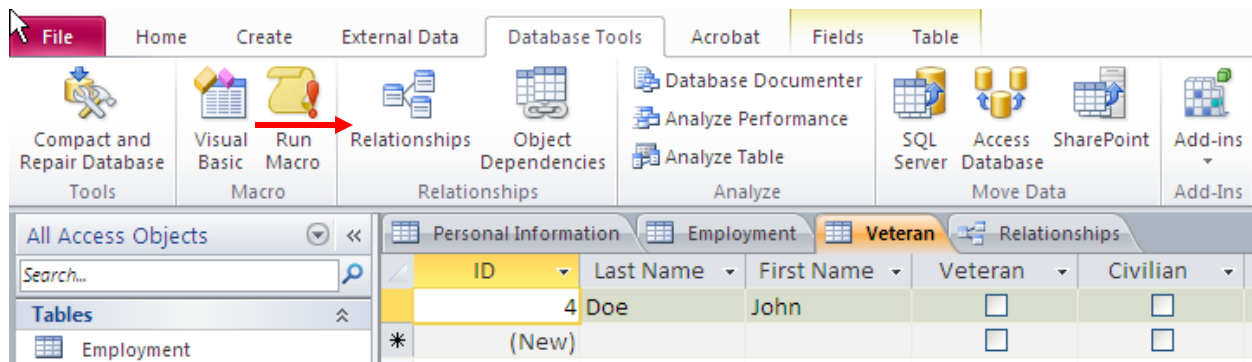 File Home Create External Data Database Tools Acrobat Fields Table
Compact and Repair Database
Visual Basic
Run Macro
Relationships
Object Dependencies
Database Documenter
Analyze Performance
Analyze Table
SQL Server
Access Database
SharePoint
Add-ins
Tools Macro Relationships Analyze Move Data Add-Ins
All Access Objects «
Personal Information Employment Veteran Relationships
Search...
ID Last Name First Name Veteran Civilian
Tables
4 Doe John
Employment
* (New)